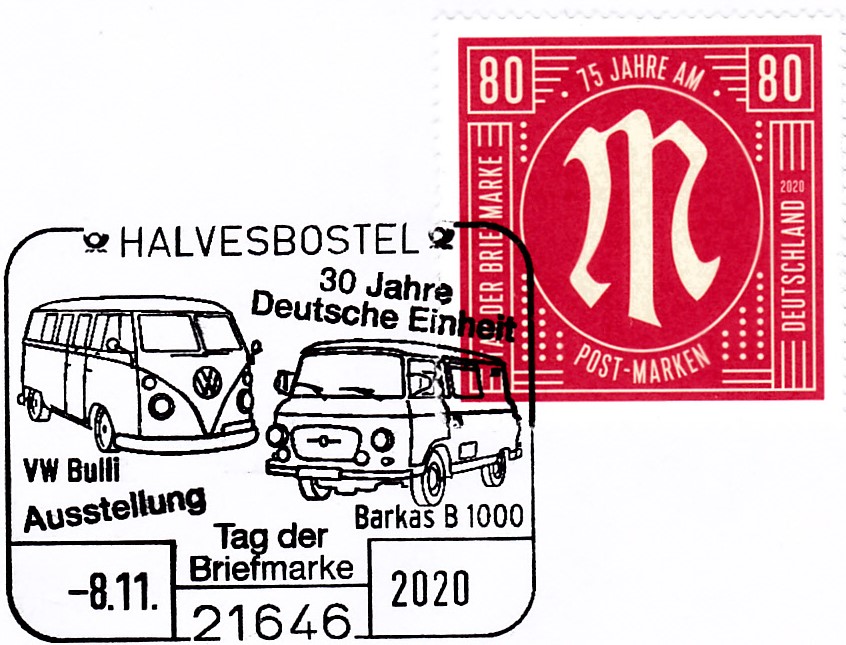 80
75 JAHRE AM
80
DER BRIEFMARKE
M
2020
DEUTSCHLAND
POST-MARKEN
HALVESBOSTEL
30 Jahre
Deutsche Einheit
VW Bulli
Ausstellung
Barkas B 1000
Tag der
Briefmarke
-8.11.
2020
21646